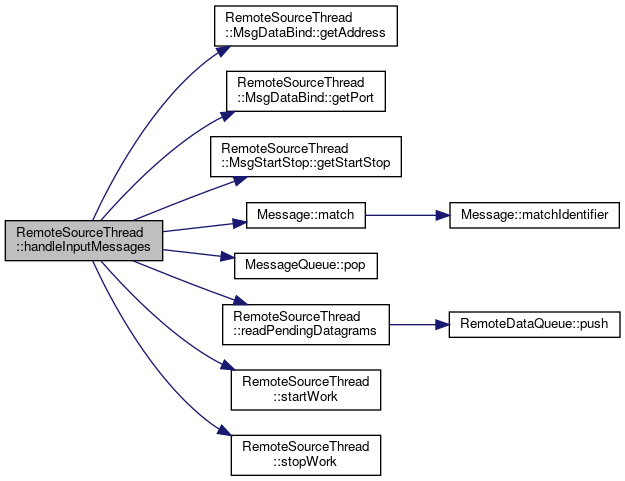 RemoteSourceThread
::handleInputMessages
RemoteSourceThread
::MsgDataBind::getAddress
RemoteSourceThread
::MsgDataBind::getPort
RemoteSourceThread
::MsgStartStop::getStartStop
Message::match
Message::matchIdentifier
MessageQueue::pop
RemoteSourceThread
::readPendingDatagrams
RemoteDataQueue::push
RemoteSourceThread
::startWork
RemoteSourceThread
::stopWork